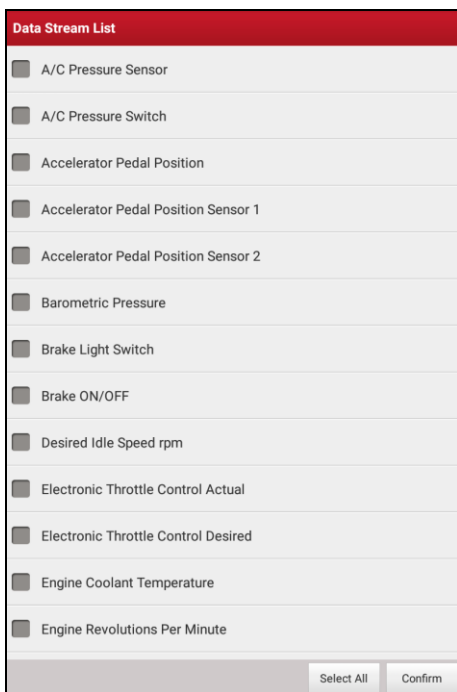 Data Stream List
A/C Pressure Sensor
A/C Pressure Switch
Accelerator Pedal Position
Accelerator Pedal Position Sensor 1
Accelerator Pedal Position Sensor 2
Barometric Pressure
Brake Light Switch
Brake ON/OFF
Desired Idle Speed rpm
Electronic Throttle Control Actual
Electronic Throttle Control Desired
Engine Coolant Temperature
Engine Revolutions Per Minute
Select All Confirm